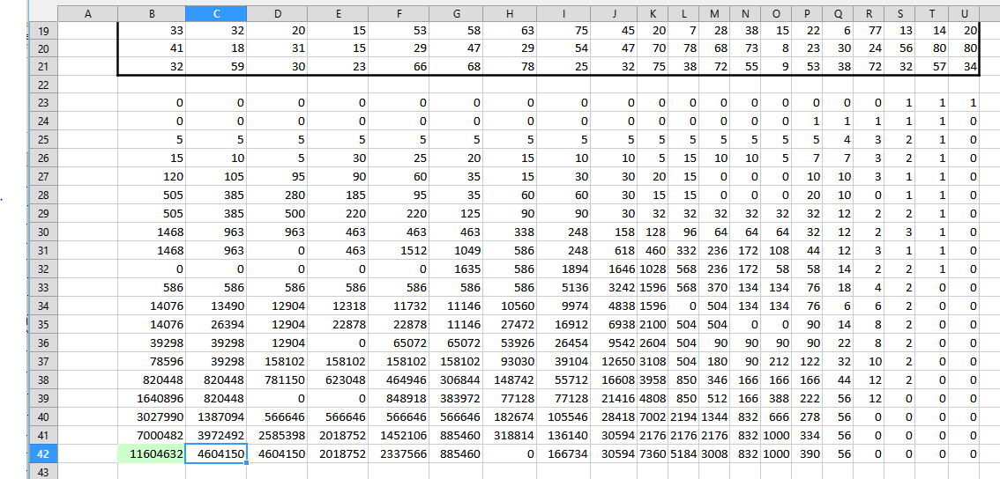 A B C D E F G H I J K L M N O P Q R S T U
19 33 32 20 15 53 58 63 75 45 20 7 28 38 15 22 6 77 13 14 20
20 41 18 31 15 29 47 29 54 47 70 78 68 73 8 23 30 24 56 80 80
21 32 59 30 23 66 68 78 25 32 75 38 72 55 9 53 38 72 32 57 34
22
23 0 0 0 0 0 0 0 0 0 0 0 0 0 0 0 0 0 1 1 1
24 0 0 0 0 0 0 0 0 0 0 0 0 0 0 1 1 1 1 1 0
25 5 5 5 5 5 5 5 5 5 5 5 5 5 5 5 4 3 2 1 0
26 15 10 5 30 25 20 15 10 10 5 15 10 10 5 7 7 3 2 1 0
27 120 105 95 90 60 35 15 30 30 20 15 0 0 0 10 10 3 1 1 0
28 505 385 280 185 95 35 60 60 30 15 15 0 0 0 20 10 0 1 1 0
29 505 385 500 220 220 125 90 90 30 32 32 32 32 32 32 12 2 2 1 0
30 1468 963 963 463 463 463 338 248 158 128 96 64 64 64 32 12 2 3 1 0
31 1468 963 0 463 1512 1049 586 248 618 460 332 236 172 108 44 12 3 1 1 0
32 0 0 0 0 0 1635 586 1894 1646 1028 568 236 172 58 58 14 2 2 1 0
33 586 586 586 586 586 586 586 5136 3242 1596 568 370 134 134 76 18 4 2 0 0
34 14076 13490 12904 12318 11732 11146 10560 9974 4838 1596 0 504 134 134 76 6 6 2 0 0
35 14076 26394 12904 22878 22878 11146 27472 16912 6938 2100 504 504 0 0 90 14 8 2 0 0
36 39298 39298 12904 0 65072 65072 53926 26454 9542 2604 504 90 90 90 90 22 8 2 0 0
37 78596 39298 158102 158102 158102 158102 93030 39104 12650 3108 504 180 90 212 122 32 10 2 0 0
38 820448 820448 781150 623048 464946 306844 148742 55712 16608 3958 850 346 166 166 166 44 12 2 0 0
39 1640896 820448 0 0 848918 383972 77128 77128 21416 4808 850 512 166 388 222 56 12 0 0 0
40 3027990 1387094 566646 566646 566646 566646 182674 105546 28418 7002 2194 1344 832 666 278 56 0 0 0 0
41 7000482 3972492 2585398 2018752 1452106 885460 318814 136140 30594 2176 2176 2176 832 1000 334 56 0 0 0 0
42 11604632 4604150 4604150 2018752 2337566 885460 0 166734 30594 7360 5184 3008 832 1000 390 56 0 0 0 0
43